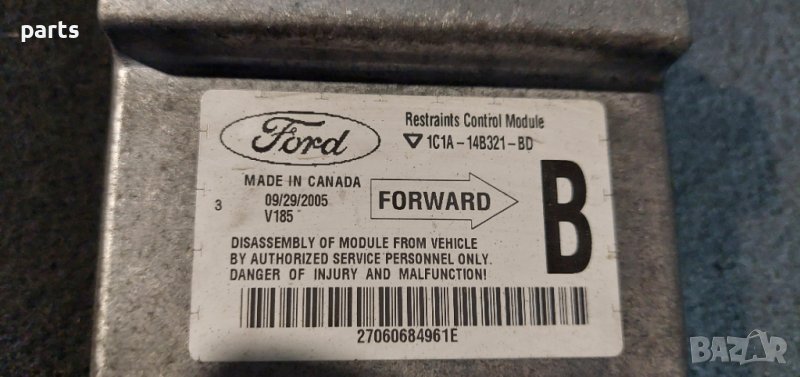 parts
Ford
Restraints Control Module
1C1A-14B321-BD
MADE IN CANADA
3
09/29/2005
V185
FORWARD
B
DISASSEMBLY OF MODULE FROM VEHICLE
BY AUTHORIZED SERVICE PERSONNEL ONLY.
DANGER OF INJURY AND MALFUNCTION!
27060684961E
BAZAR